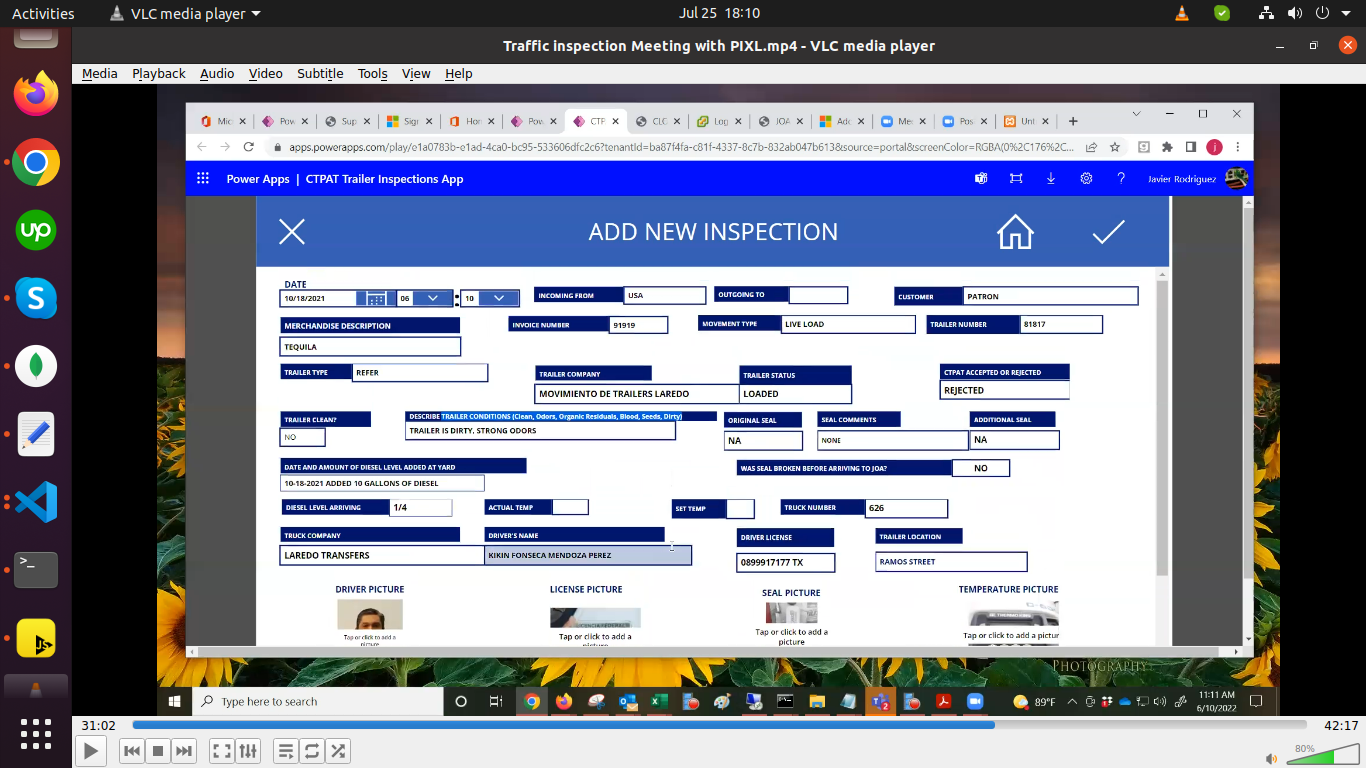 Activities
VLC media player
Jul 25 18:10
Traffic inspection Meeting with PIXL.mp4 - VLC media player
Media Playback Audio Video Subtitle Tools View Help
Mic
Pow
Sup
Sign
Hor
Pow
CTP
CLC
Log
JOA
Adc
Mee
Pos
Unt
apps.powerapps.com/play/e1a0783b-e1ad-4ca0-bc95-533606dfc2c6?tenantId=ba87f4fa-c81f-4337-8c7b-832ab047b613&source=portal&screenColor=RGBA(0%2C176%2C...
Power Apps | CTPAT Trailer Inspections App
Javier Rodriguez
ADD NEW INSPECTION
DATE
10/18/2021 06 : 10
INCOMING FROM USA
OUTGOING TO
CUSTOMER PATRON
MERCHANDISE DESCRIPTION
INVOICE NUMBER 91919
MOVEMENT TYPE LIVE LOAD
TRAILER NUMBER 81817
TEQUILA
TRAILER TYPE REFER
TRAILER COMPANY
TRAILER STATUS
CTPAT ACCEPTED OR REJECTED
MOVIMIENTO DE TRAILERS LAREDO
LOADED
REJECTED
TRAILER CLEAN?
DESCRIBE TRAILER CONDITIONS (Clean, Odors, Organic Residuals, Blood, Seeds, Dirty)
ORIGINAL SEAL
SEAL COMMENTS
ADDITIONAL SEAL
NO
TRAILER IS DIRTY. STRONG ODORS
NA
NONE
NA
DATE AND AMOUNT OF DIESEL LEVEL ADDED AT YARD
WAS SEAL BROKEN BEFORE ARRIVING TO JOA? NO
10-18-2021 ADDED 10 GALLONS OF DIESEL
DIESEL LEVEL ARRIVING 1/4
ACTUAL TEMP
SET TEMP
TRUCK NUMBER 626
TRUCK COMPANY
DRIVER'S NAME
DRIVER LICENSE
TRAILER LOCATION
LAREDO TRANSFERS
KIKIN FONSECA MENDOZA PEREZ
0899917177 TX
RAMOS STREET
DRIVER PICTURE
LICENSE PICTURE
SEAL PICTURE
TEMPERATURE PICTURE
Tap or click to add a
picture
Tap or click to add a
picture
Tap or click to add a
picture
Tap or click to add a pictur
PHOTOGRAPHY
Type here to search
89°F
11:11 AM
6/10/2022
31:02
42:17
80%